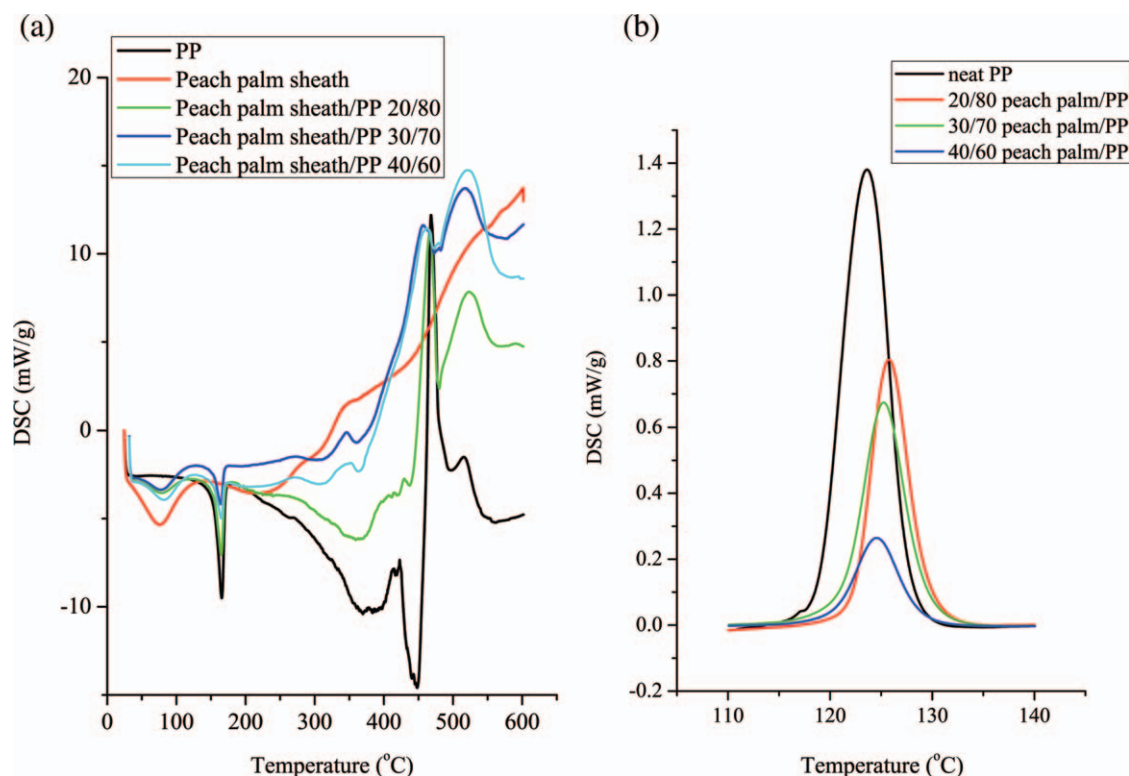 (a)
PP
Peach palm sheath
Peach palm sheath/PP 20/80
Peach palm sheath/PP 30/70
Peach palm sheath/PP 40/60
20
10
0
-10
DSC (mW/g)
0 100 200 300 400 500 600
Temperature (°C)
(b)
neat PP
20/80 peach palm/PP
30/70 peach palm/PP
40/60 peach palm/PP
1.4
1.2
1.0
0.8
0.6
0.4
0.2
0.0
-0.2
DSC (mW/g)
110 120 130 140
Temperature (°C)